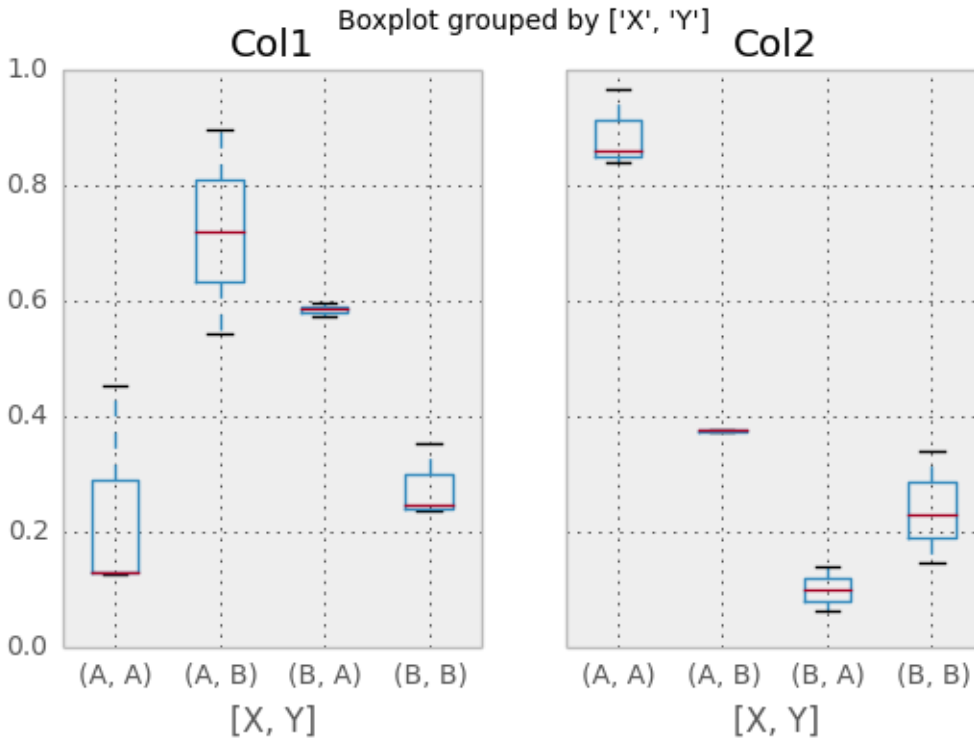 Boxplot grouped by ['X', 'Y']
Col1
Col2
1.0
0.8
0.6
0.4
0.2
0.0
(A, A) (A, B) (B, A) (B, B)
[X, Y]
(A, A) (A, B) (B, A) (B, B)
[X, Y]